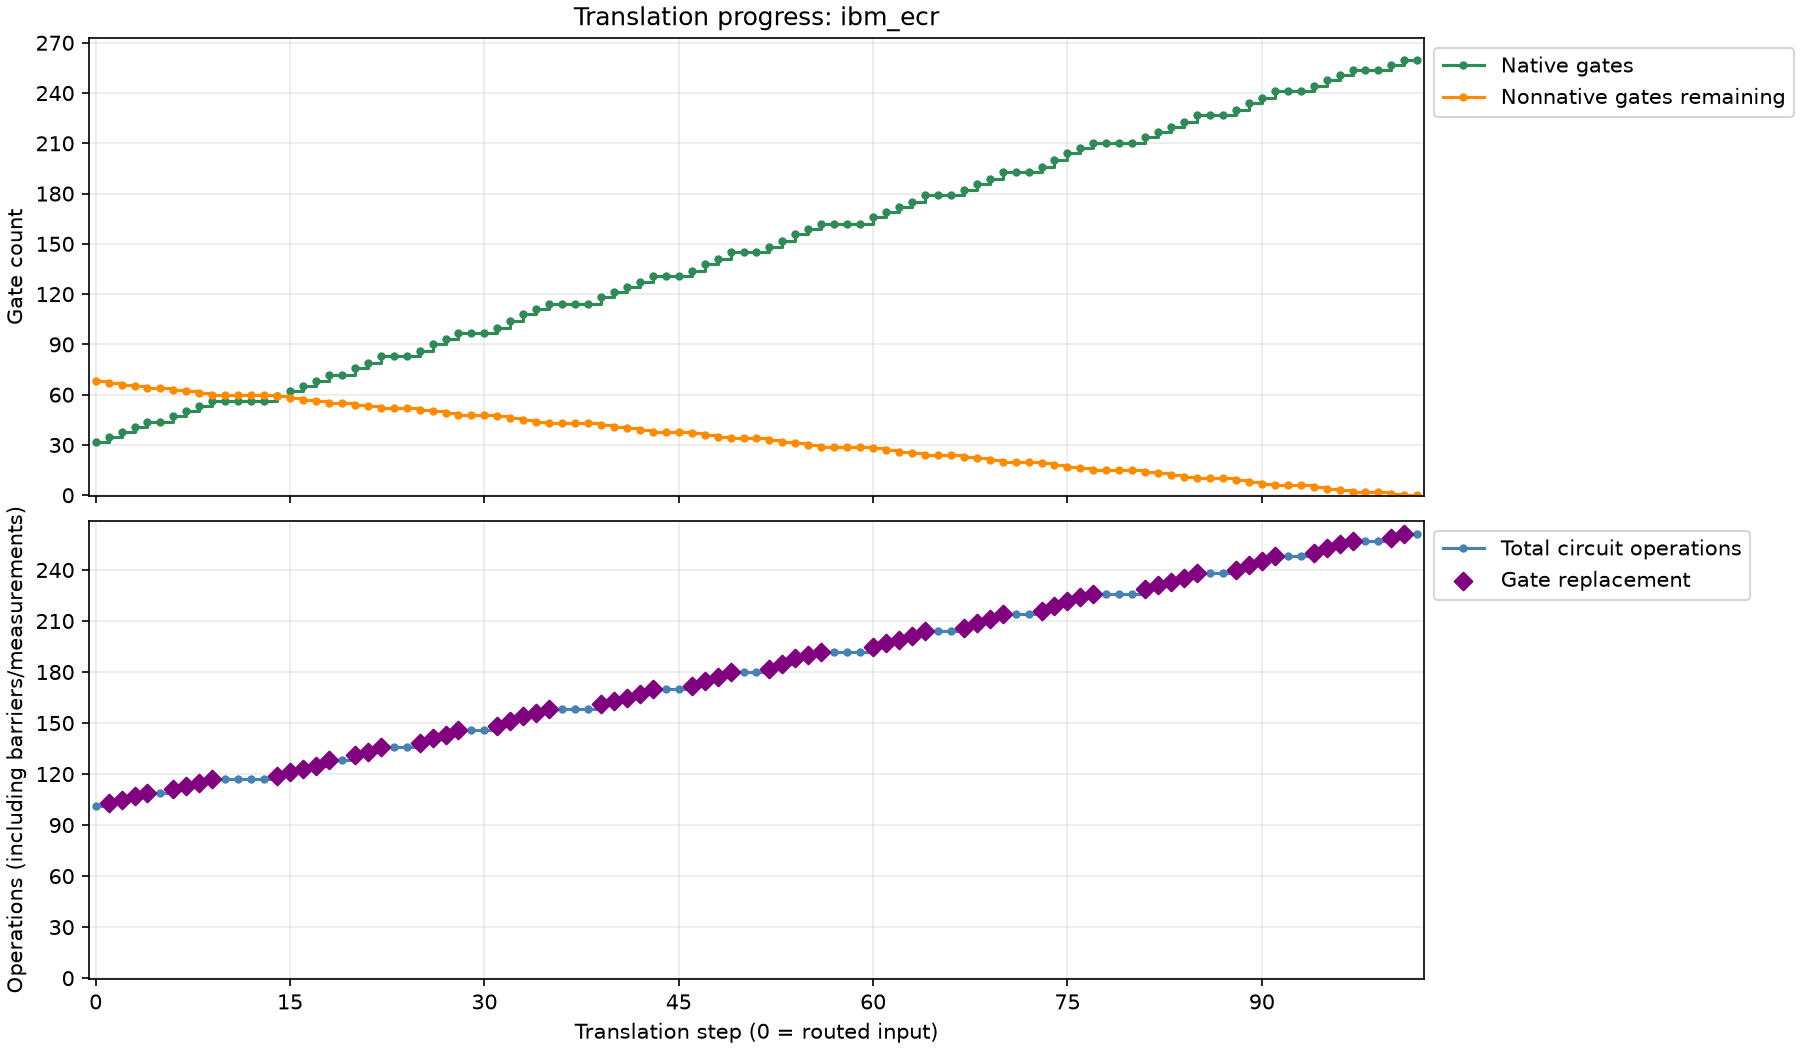 Translation progress: ibm_ecr
270
240
210
180
150
120
90
60
30
0
Gate count
Native gates
Nonnative gates remaining
240
210
180
150
120
90
60
30
0
Operations (including barriers/measurements)
Total circuit operations
Gate replacement
0 15 30 45 60 75 90
Translation step (0 = routed input)